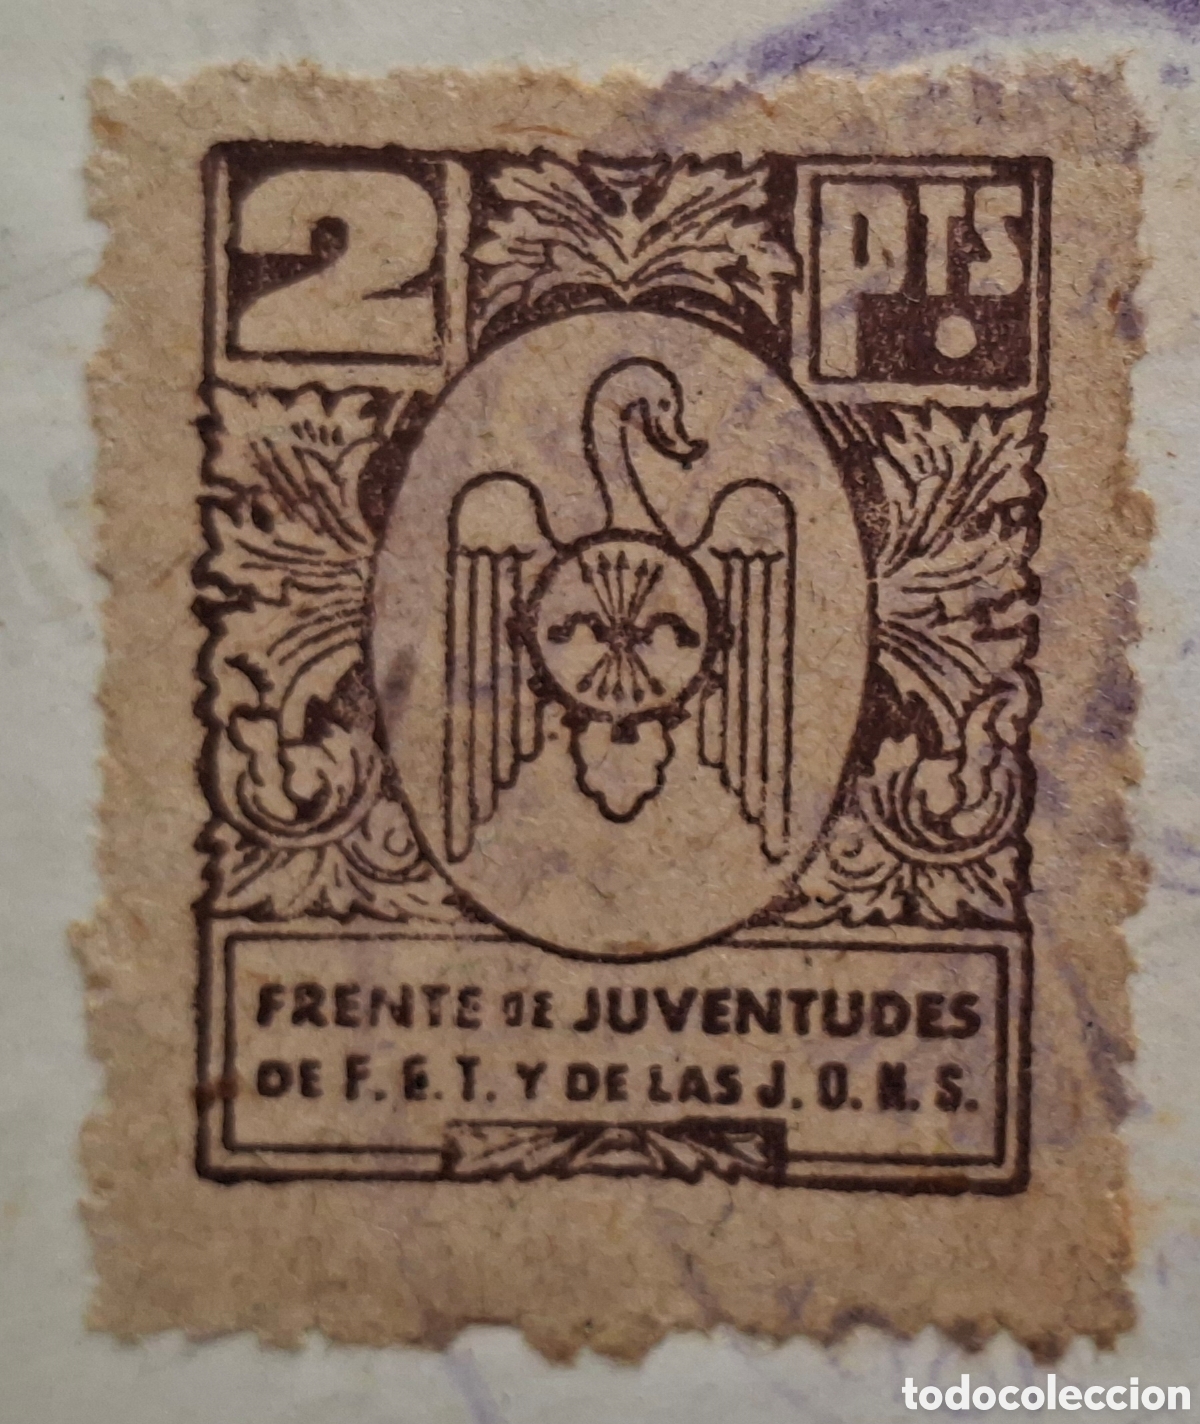 2 PTS
FRENTE DE JUVENTUDES
DE F.E.T. Y DE LAS J.O.N.S.
todocoleccion